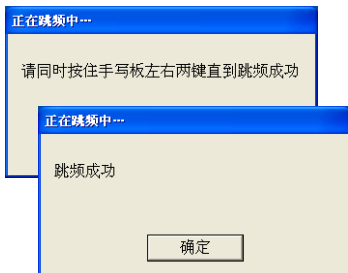 正在跳频中…
请同时按住手写板左右两键直到跳频成功
正在跳频中…
跳频成功
确定